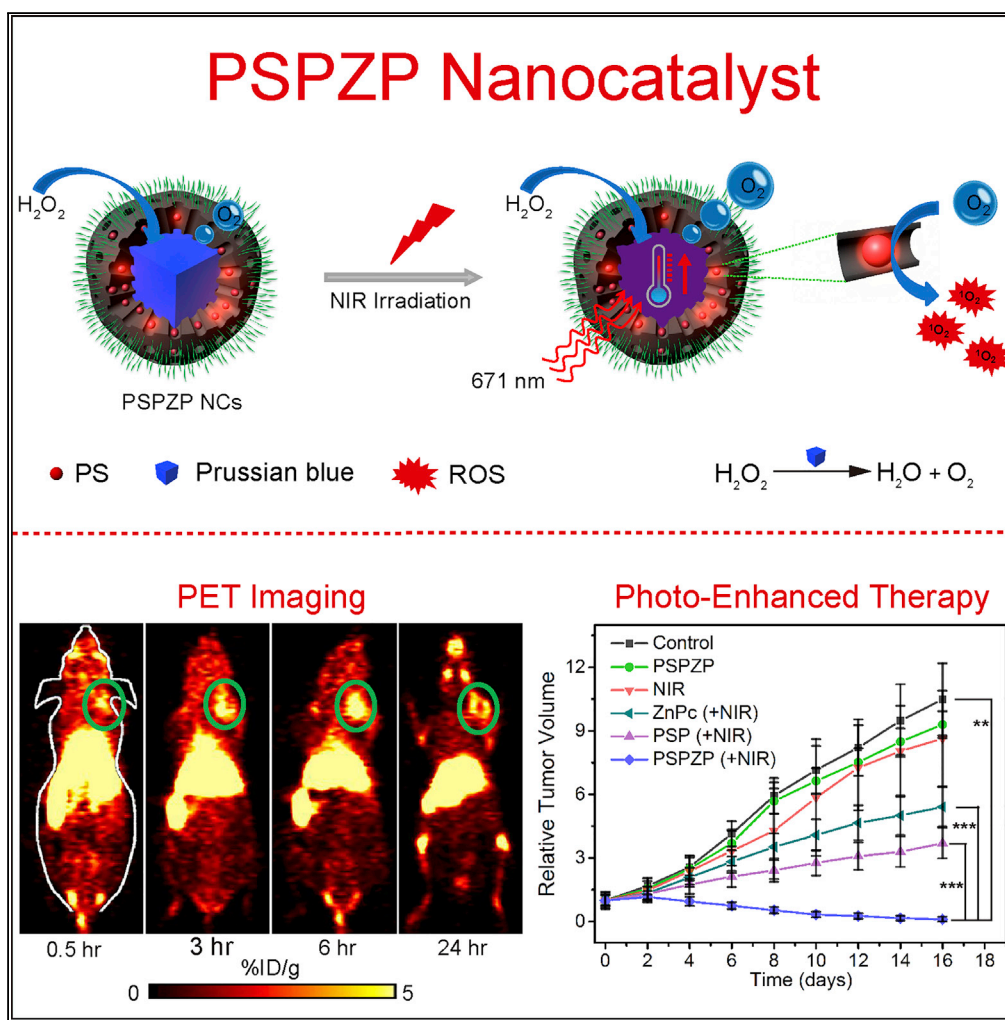 PSPZP Nanocatalyst
H₂O₂
O₂
NIR Irradiation
PSPZP NCs
H₂O₂
671 nm
O₂
¹O₂
¹O₂
¹O₂
PS
Prussian blue
ROS
H₂O₂ → H₂O + O₂
PET Imaging
0.5 hr
3 hr
6 hr
24 hr
%ID/g
0
5
Photo-Enhanced Therapy
Control
PSPZP
NIR
ZnPc (+NIR)
PSP (+NIR)
PSPZP (+NIR)
**
***
***
Relative Tumor Volume
12
9
6
3
0
0 2 4 6 8 10 12 14 16 18
Time (days)